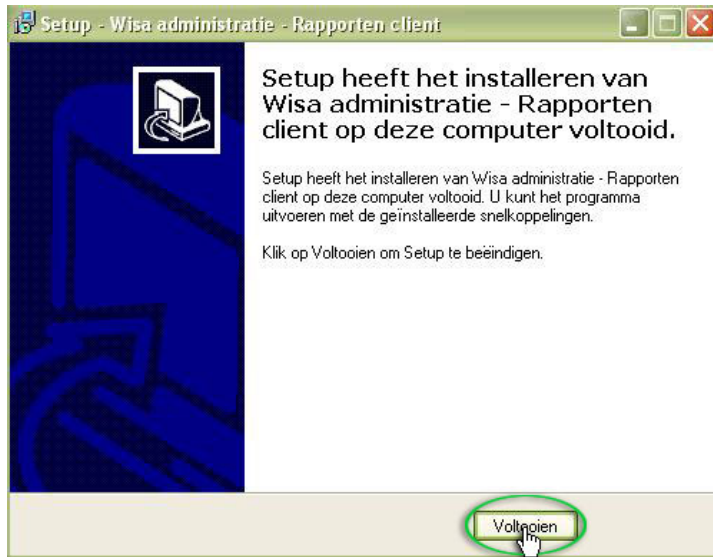 Setup - Wisa administratie - Rapporten client
Setup heeft het installeren van
Wisa administratie - Rapporten
client op deze computer voltooid.
Setup heeft het installeren van Wisa administratie - Rapporten
client op deze computer voltooid. U kunt het programma
uitvoeren met de geïnstalleerde snelkoppelingen.
Klik op Voltooien om Setup te beëindigen.
Voltooien